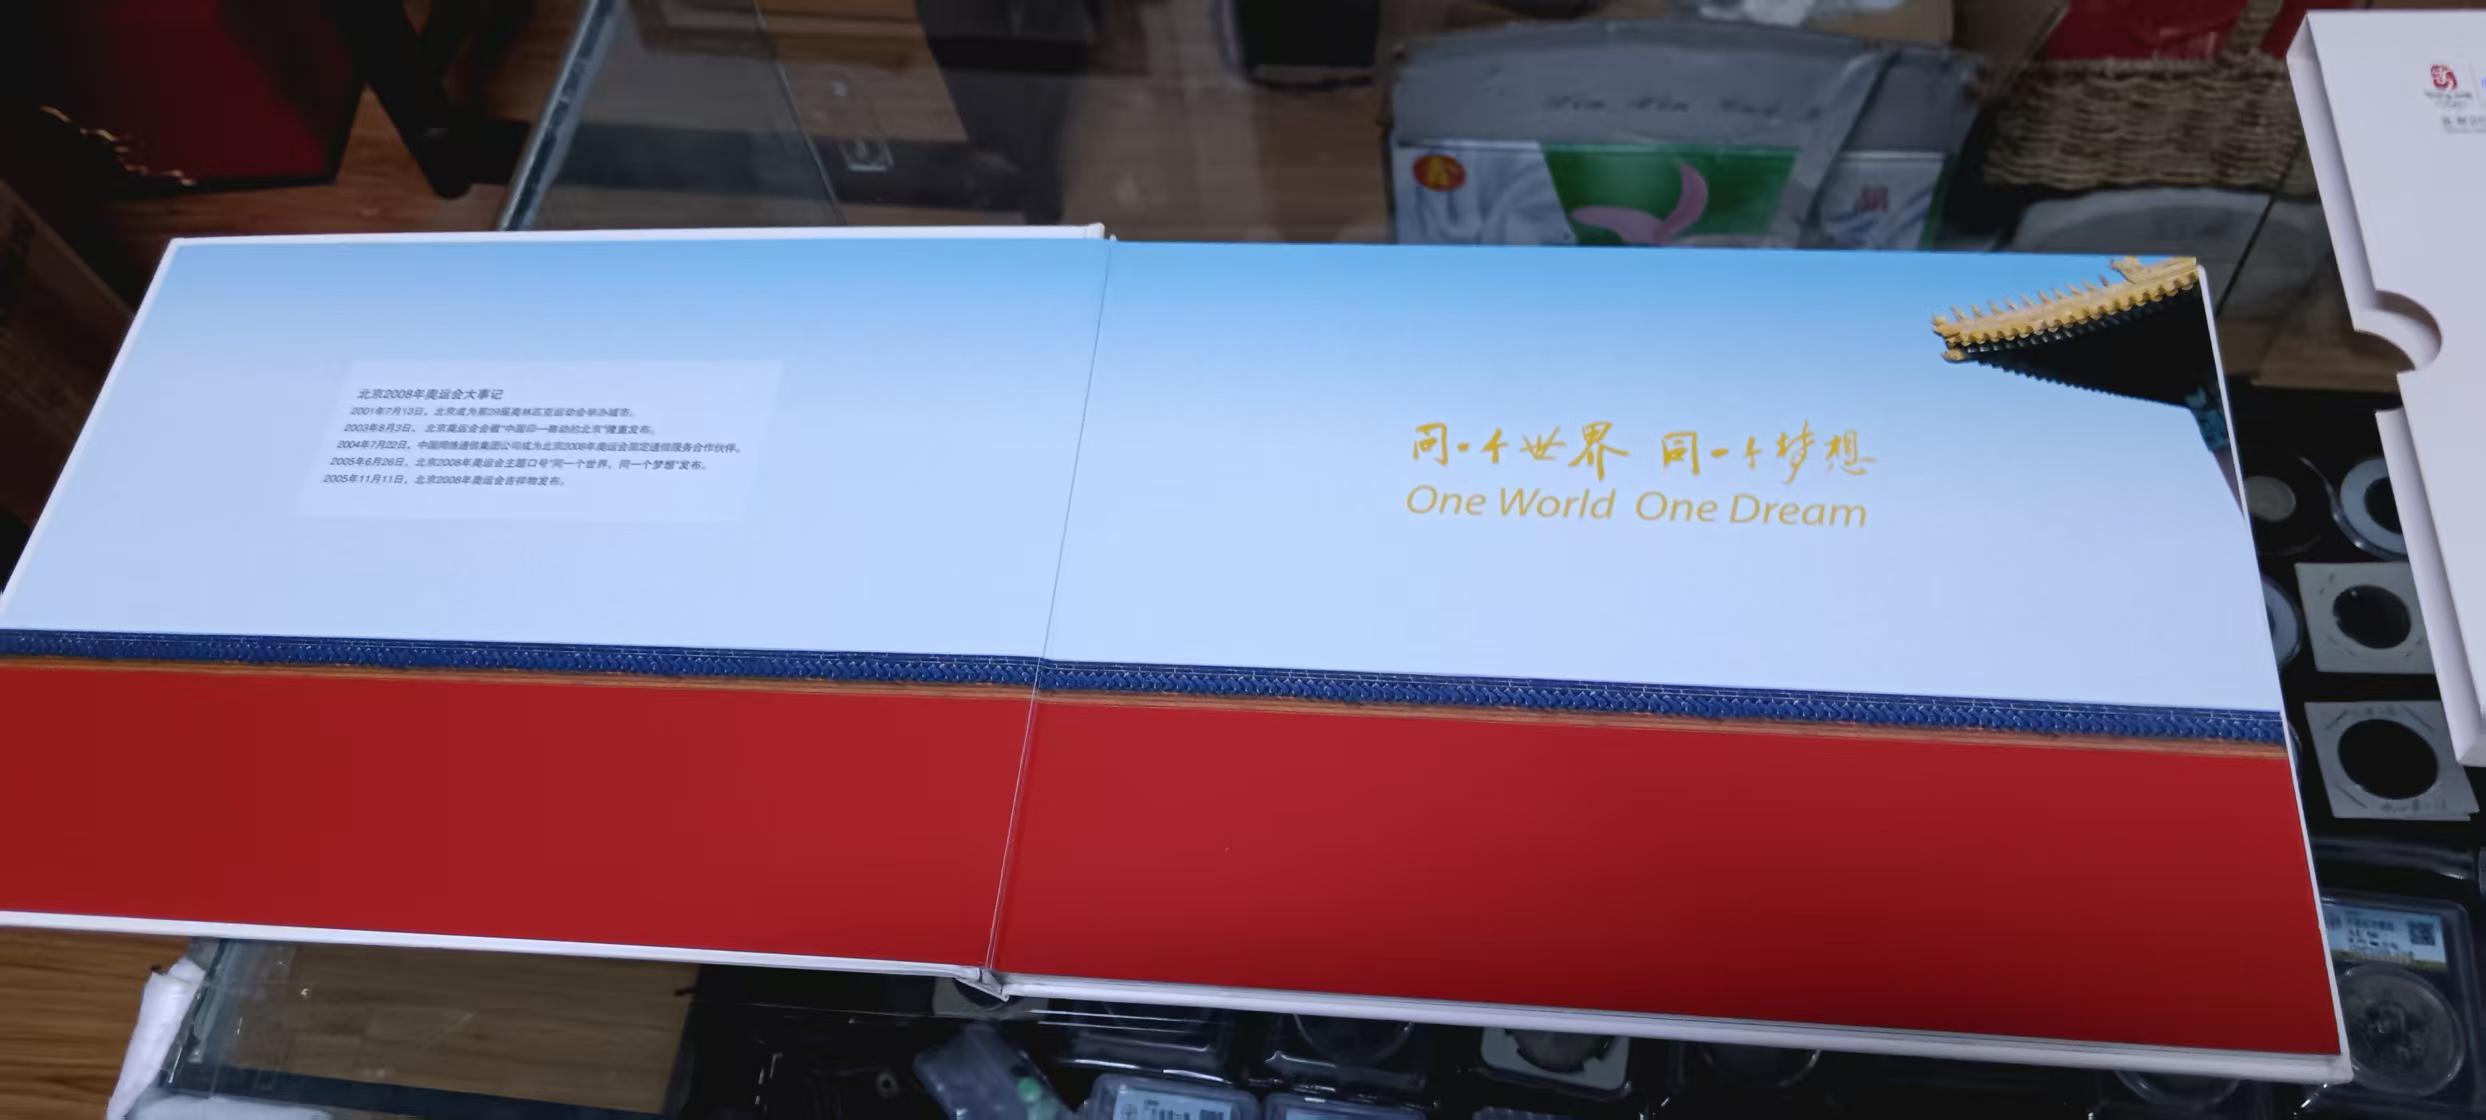 北京2008年奥运会大事记
2001年7月13日，北京成为第29届奥林匹克运动会举办城市。
2003年8月3日，北京奥运会会徽“中国印—舞动的北京”隆重发布。
2004年7月22日，中国网络通信集团公司成为北京2008年奥运会固定通信服务合作伙伴。
2005年6月26日，北京2008年奥运会主题口号“同一个世界、同一个梦想”发布。
2005年11月11日，北京2008年奥运会吉祥物发布。
同一个世界 同一个梦想
One World One Dream